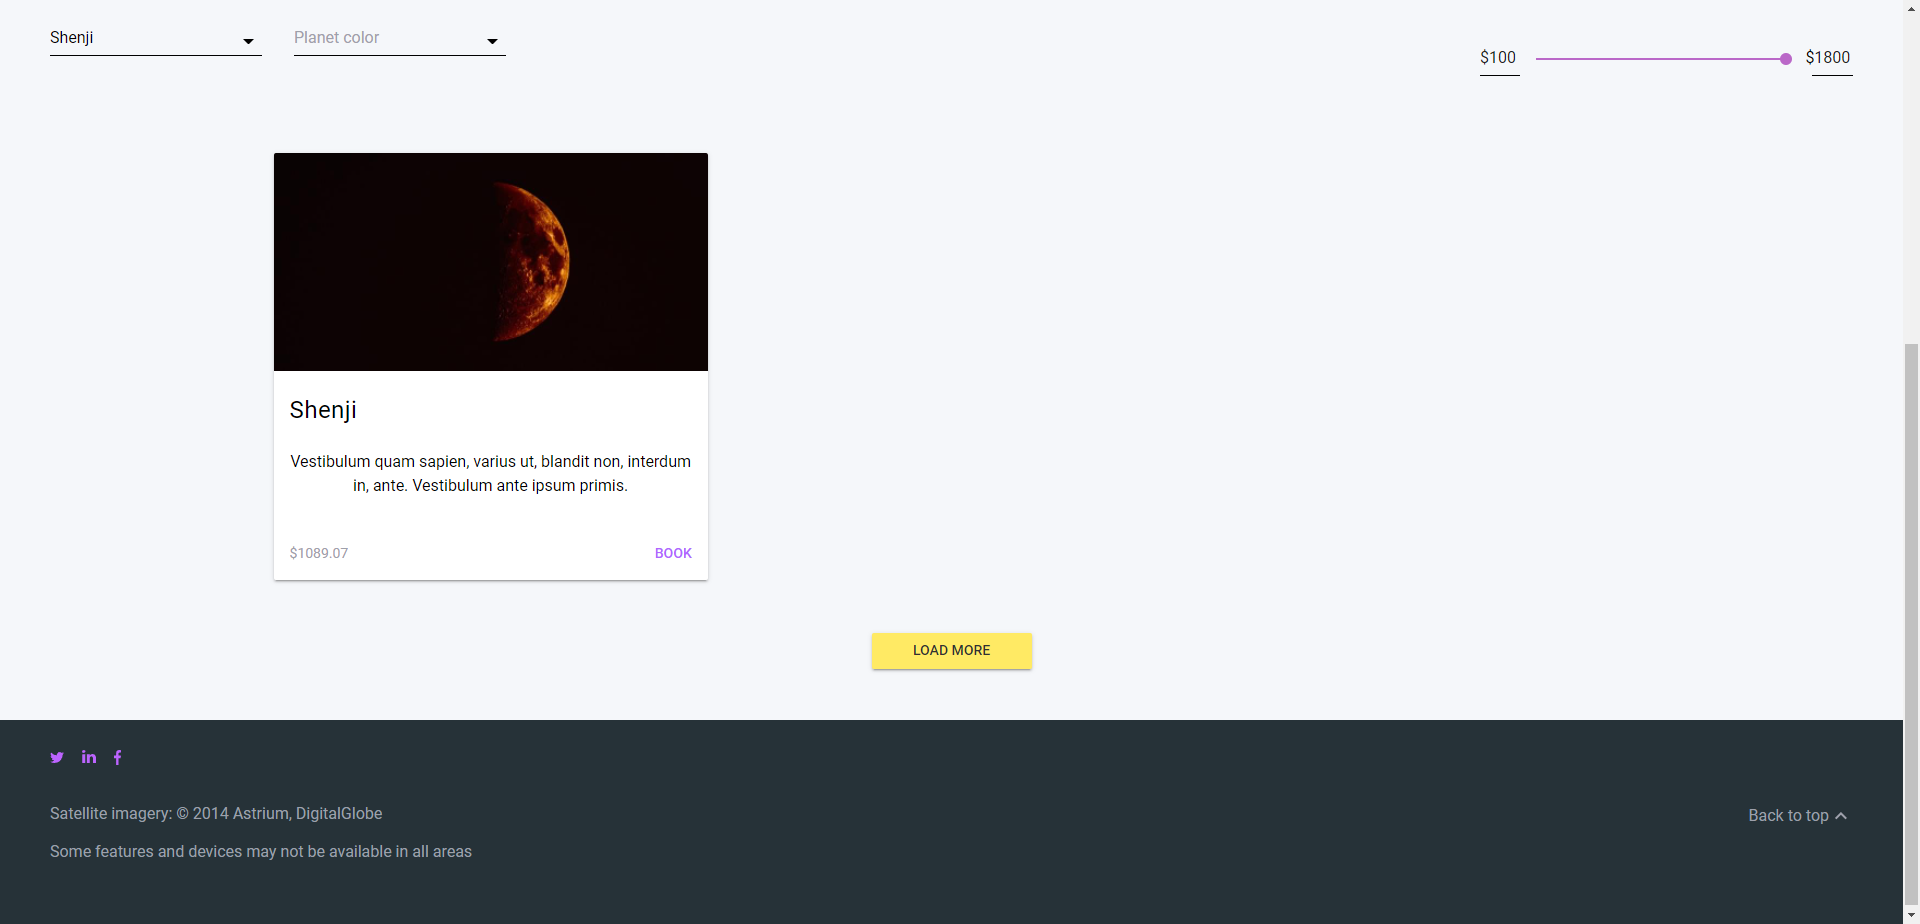 Shenji
Planet color
$100
$1800
Shenji
Vestibulum quam sapien, varius ut, blandit non, interdum
in, ante. Vestibulum ante ipsum primis.
$1089.07
BOOK
LOAD MORE
Satellite imagery: © 2014 Astrium, DigitalGlobe
Back to top
Some features and devices may not be available in all areas